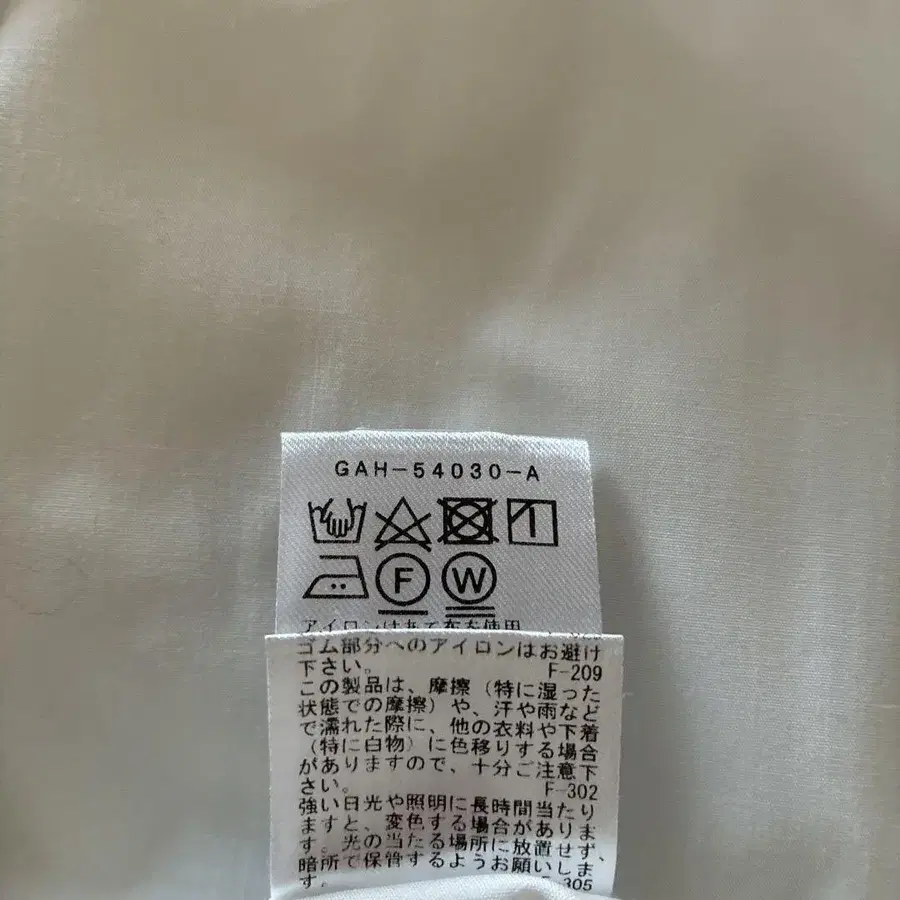 GAH-54030-A
F
W
アイロンはあて布を使用
ゴム部分へのアイロンはお避け
下さい。 F-209
この製品は、摩擦（特に湿った
状態での摩擦）や、汗や雨など
で濡れた際に、他の衣料や下着
（特に白物）に色移りする場合
がありますので、十分ご注意下
さい。 F-302
強い日光や照明に長時間当たり
ますと、変色する場合がありま
す。光の当たる場所に放置せず、
暗所で保管するようお願いしま
す。 305